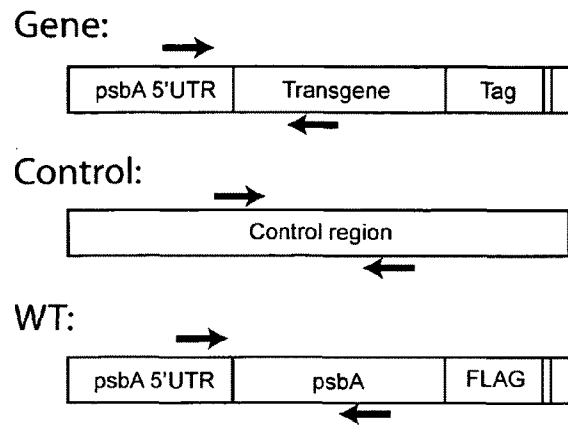 Gene:
psbA 5'UTR Transgene Tag
Control:
Control region
WT:
psbA 5'UTR psbA FLAG